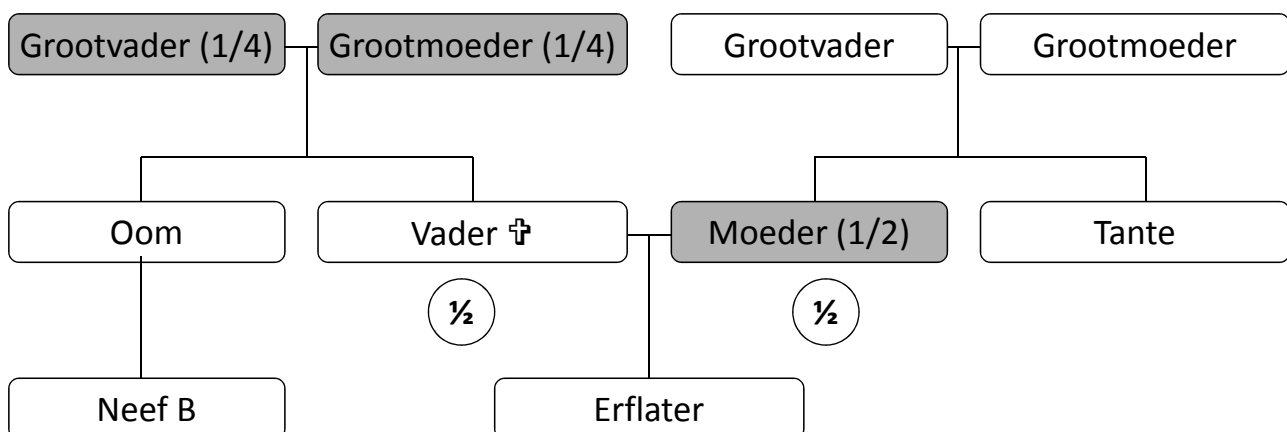 Grootvader (1/4) Grootmoeder (1/4) Grootvader Grootmoeder
Oom Vader ✞ Moeder (1/2) Tante
½ ½
Neef B Erflater